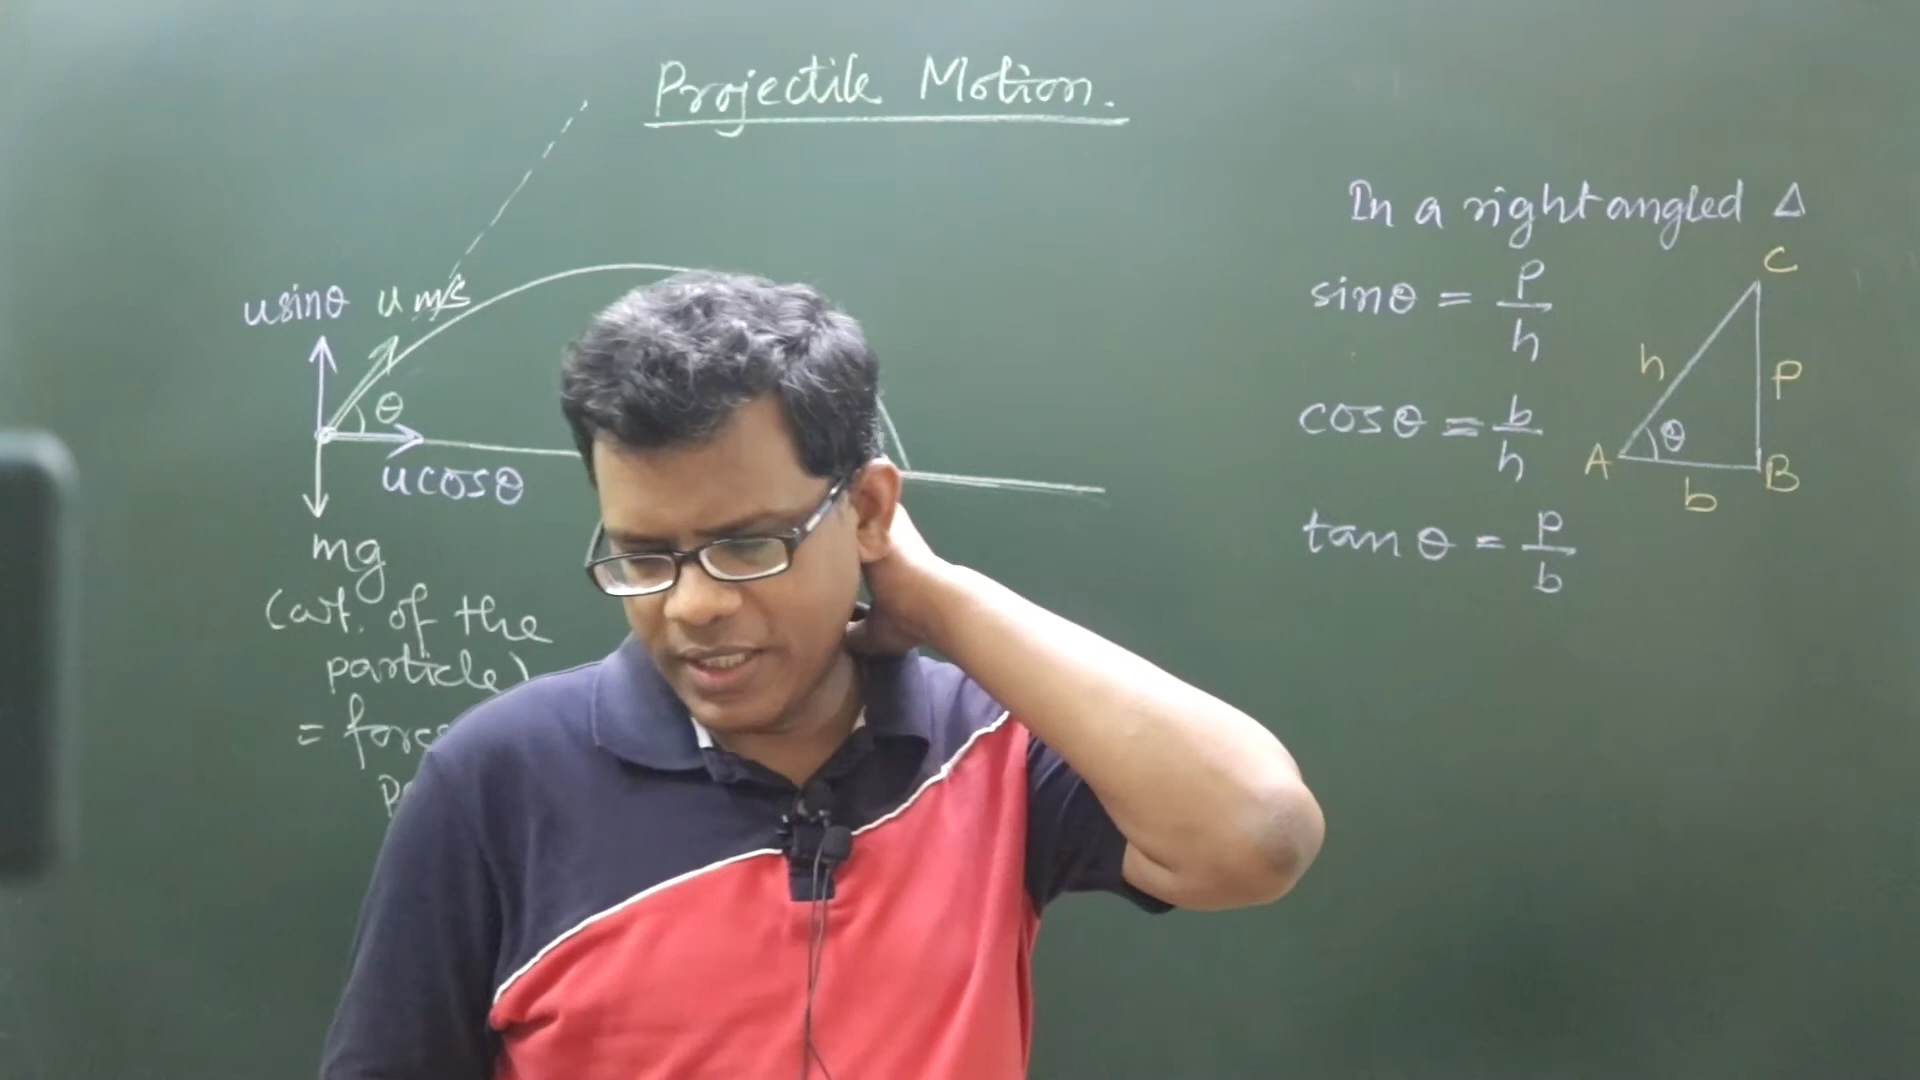 Projectile Motion.
usinθ u m/s
θ
ucosθ
mg
(wt. of the
particle)
= force
In a right angled Δ
sinθ = p/h
cosθ = b/h
tanθ = p/b
C
h
p
θ
A
B
b